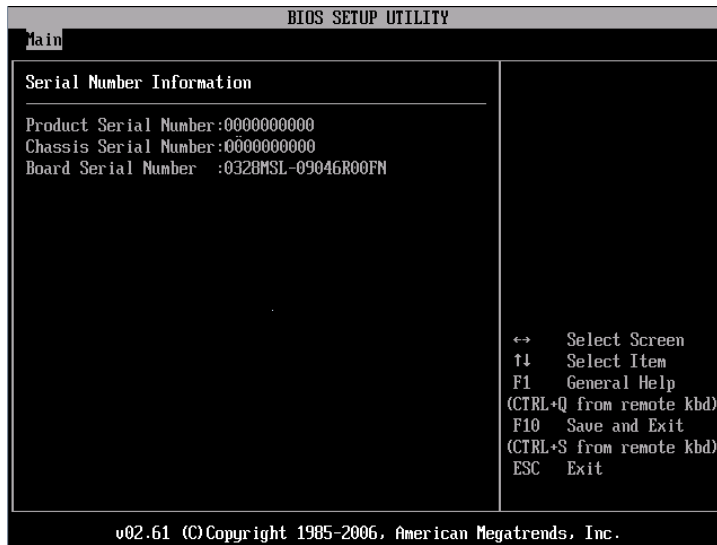 BIOS SETUP UTILITY
Main
Serial Number Information
Product Serial Number:0000000000
Chassis Serial Number:0000000000
Board Serial Number :0328MSL-09046R00FN
↔ Select Screen
↑↓ Select Item
F1 General Help
(CTRL+Q from remote kbd)
F10 Save and Exit
(CTRL+S from remote kbd)
ESC Exit
v02.61 (C)Copyright 1985-2006, American Megatrends, Inc.